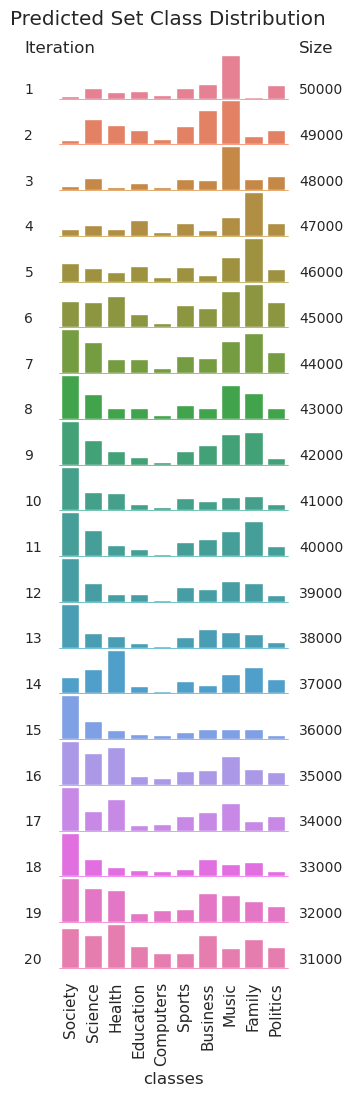 Predicted Set Class Distribution
Iteration Size
1 50000
2 49000
3 48000
4 47000
5 46000
6 45000
7 44000
8 43000
9 42000
10 41000
11 40000
12 39000
13 38000
14 37000
15 36000
16 35000
17 34000
18 33000
19 32000
20 31000
Society
Science
Health
Education
Computers
Sports
Business
Music
Family
Politics
classes